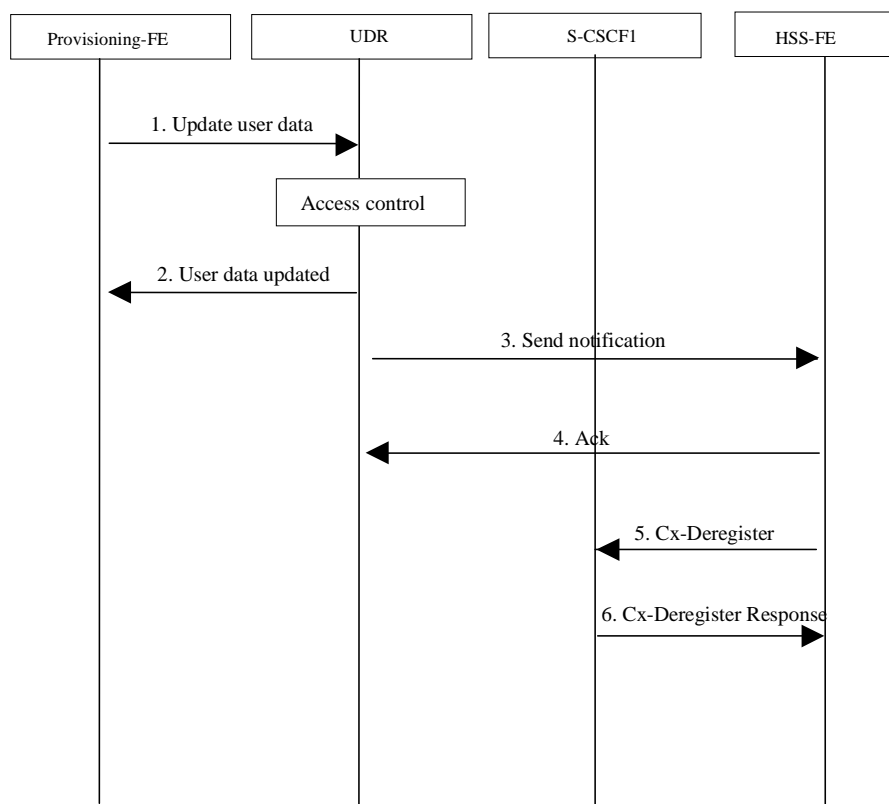 Provisioning-FE
UDR
S-CSCF1
HSS-FE
1. Update user data
Access control
2. User data updated
3. Send notification
4. Ack
5. Cx-Deregister
6. Cx-Deregister Response